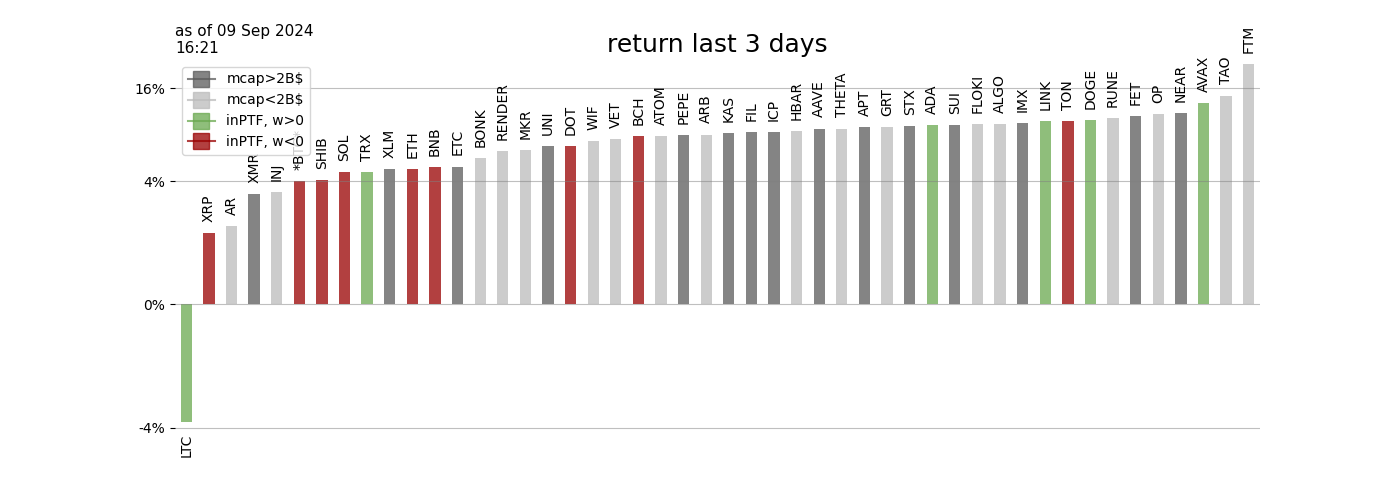 as of 09 Sep 2024
16:21
return last 3 days
mcap>2B$
mcap<2B$
inPTF, w>0
inPTF, w<0
16%
4%
0%
-4%
LTC
XRP
AR
XMR
INJ
SHIB
SOL
TRX
XLM
ETH
BNB
ETC
BONK
RENDER
MKR
UNI
DOT
WIF
VET
BCH
ATOM
PEPE
ARB
KAS
FIL
ICP
HBAR
AAVE
THETA
APT
GRT
STX
ADA
SUI
FLOKI
ALGO
IMX
LINK
TON
DOGE
RUNE
FET
OP
NEAR
AVAX
TAO
FTM